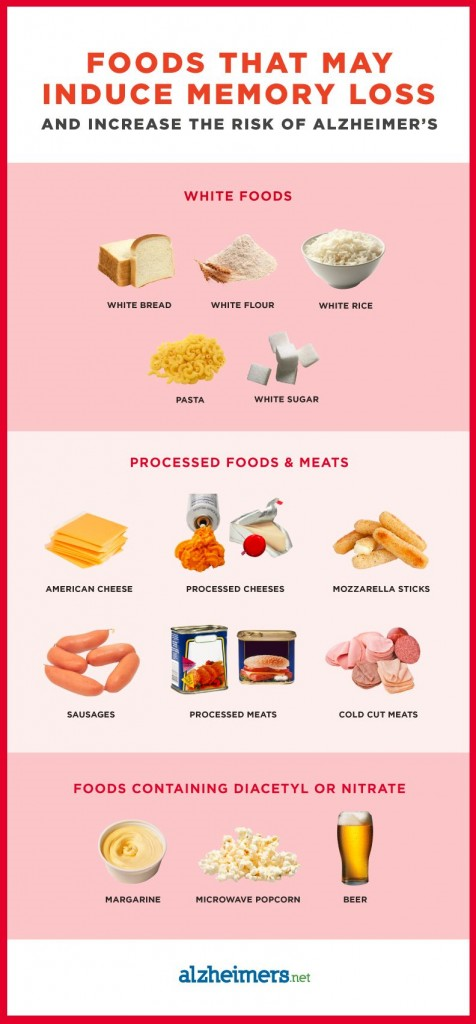 FOODS THAT MAY
INDUCE MEMORY LOSS
AND INCREASE THE RISK OF ALZHEIMER'S
WHITE FOODS
WHITE BREAD
WHITE FLOUR
WHITE RICE
PASTA
WHITE SUGAR
PROCESSED FOODS & MEATS
AMERICAN CHEESE
PROCESSED CHEESES
MOZZARELLA STICKS
SAUSAGES
PROCESSED MEATS
COLD CUT MEATS
FOODS CONTAINING DIACETYL OR NITRATE
MARGARINE
MICROWAVE POPCORN
BEER
alzheimers.net